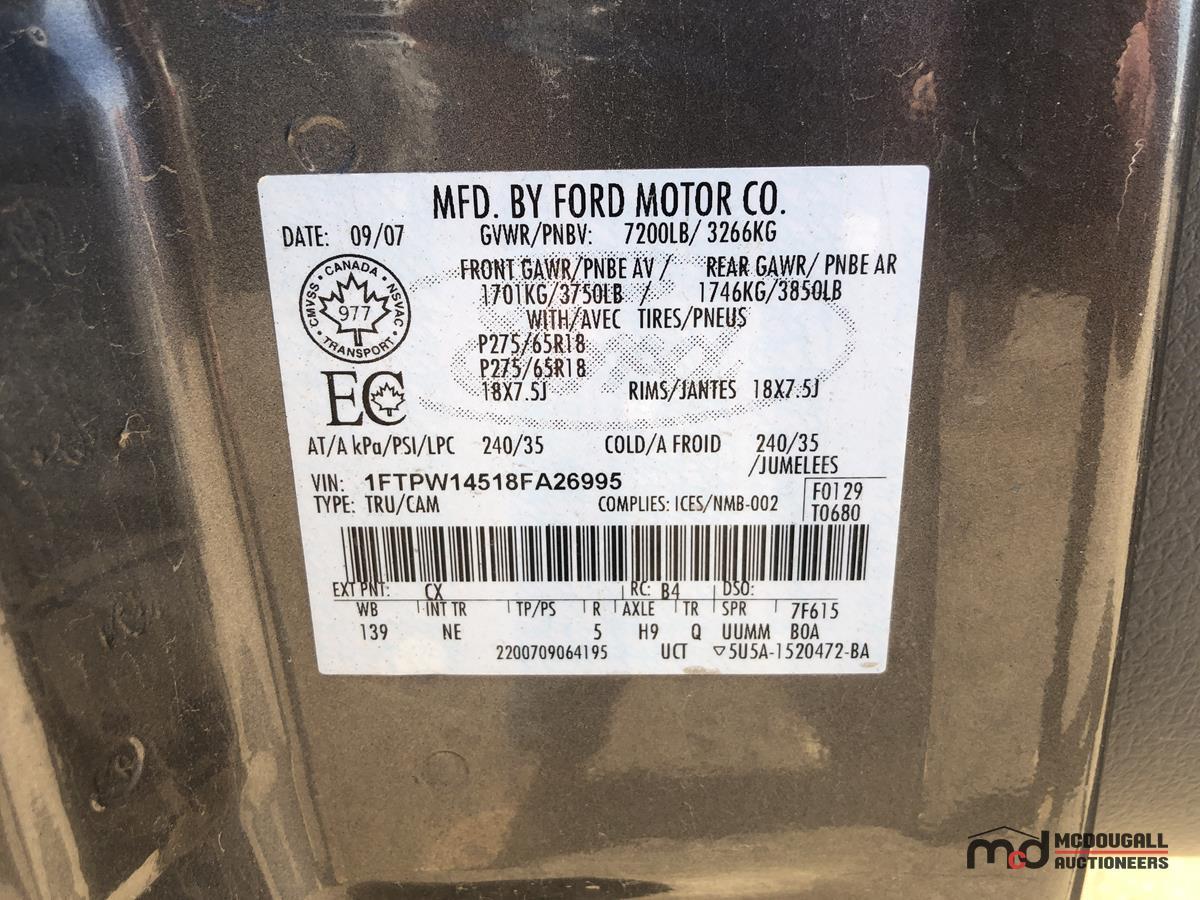 MFD. BY FORD MOTOR CO.
DATE: 09/07 GVWR/PNBV: 7200LB/ 3266KG
FRONT GAWR/PNBE AV / REAR GAWR/ PNBE AR
1701KG/3750LB / 1746KG/3850LB
WITH/AVEC TIRES/PNEUS
P275/65R18
P275/65R18
18X7.5J RIMS/JANTES 18X7.5J
CANADA
CMVSS • NSVAC
977
TRANSPORT
EC
AT/A kPa/PSI/LPC 240/35 COLD/A FROID 240/35
/JUMELEES
VIN: 1FTPW14518FA26995
TYPE: TRU/CAM COMPLIES: ICES/NMB-002
F0129
T0680
EXT PNT: CX RC: B4 DSO:
WB INT TR TP/PS R AXLE TR SPR 7F615
139 NE 5 H9 Q UUMM BOA
2200709064195 UCT ▽5U5A-1520472-BA
mcd MCDOUGALL
AUCTIONEERS